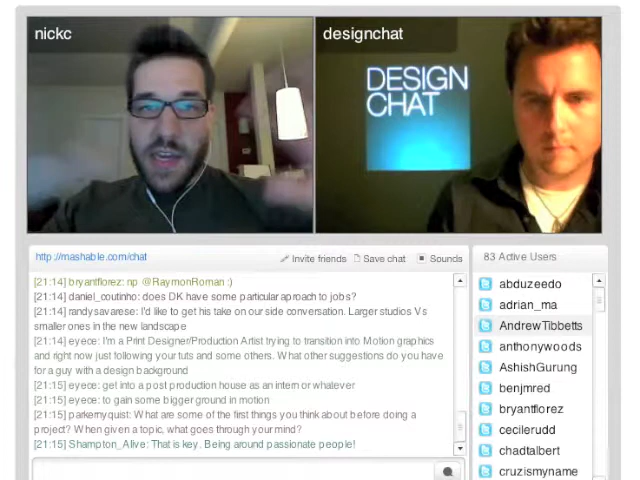 nickc
designchat
DESIGN
CHAT
http://mashable.com/chat
Invite friends
Save chat
Sounds
83 Active Users
[21:14] bryantflorez: np @RaymonRoman :)
[21:14] daniel_coutinho: does DK have some particular aproach to jobs?
[21:14] randysavarese: I'd like to get his take on our side conversation. Larger studios Vs
smaller ones in the new landscape
[21:14] eyece: I'm a Print Designer/Production Artist trying to transition into Motion graphics
and right now just following your tuts and some others. What other suggestions do you have
for a guy with a design background
[21:15] eyece: get into a post production house as an intern or whatever
[21:15] eyece: to gain some bigger ground in motion
[21:15] parkernyquist: What are some of the first things you think about before doing a
project? When given a topic, what goes through your mind?
[21:15] Shampton_Alive: That is key. Being around passionate people!
abduzeedo
adrian_ma
AndrewTibbetts
anthonywoods
AshishGurung
benjmred
bryantflorez
cecilerudd
chadtalbert
cruzismyname